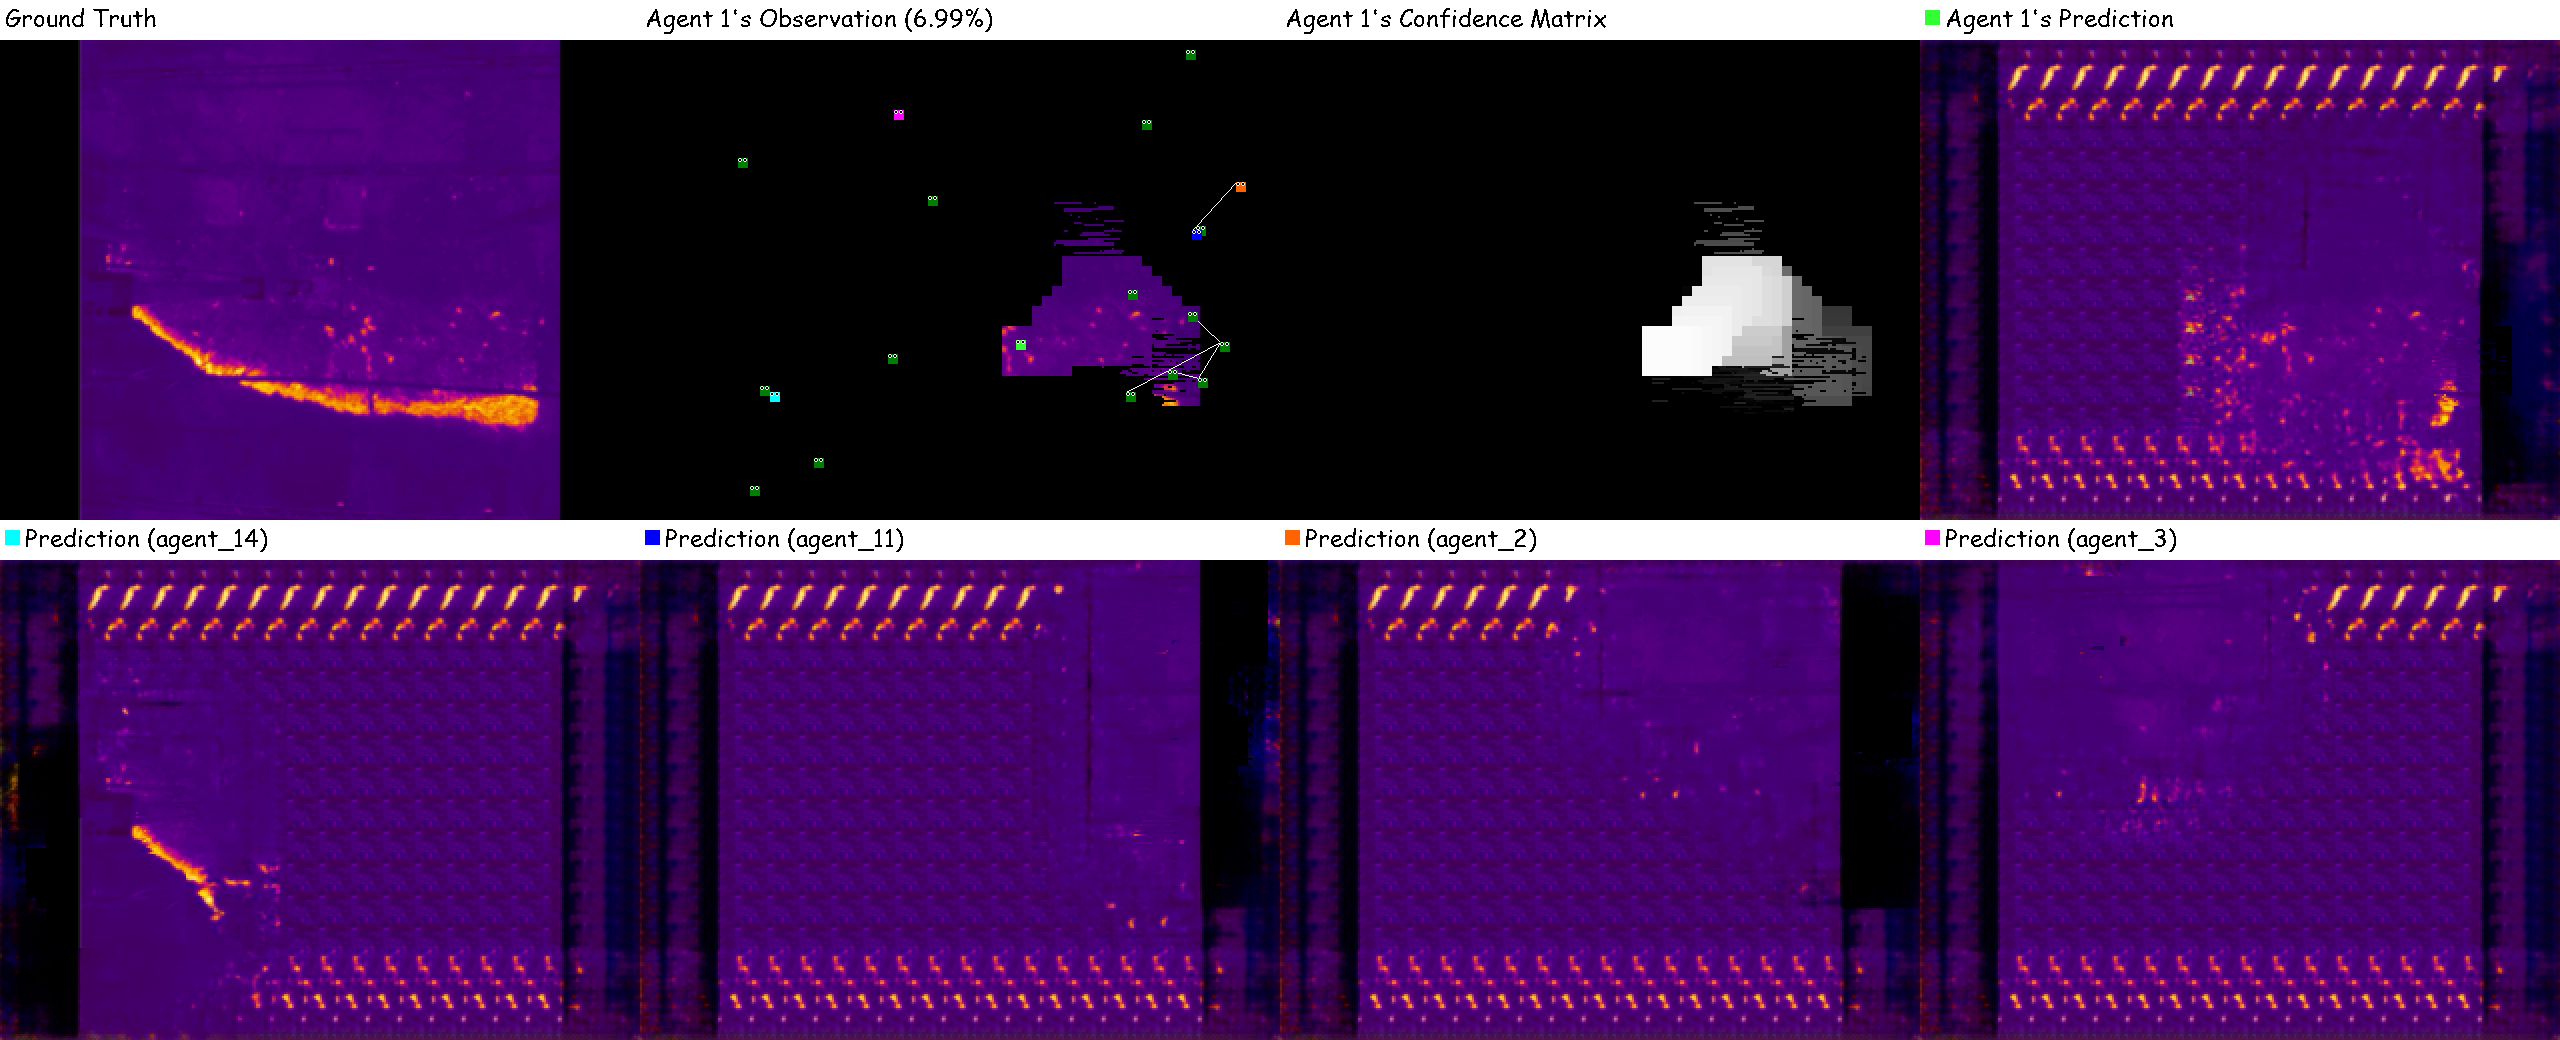 Ground Truth
Agent 1's Observation (6.99%)
Agent 1's Confidence Matrix
Agent 1's Prediction
Prediction (agent_14)
Prediction (agent_11)
Prediction (agent_2)
Prediction (agent_3)